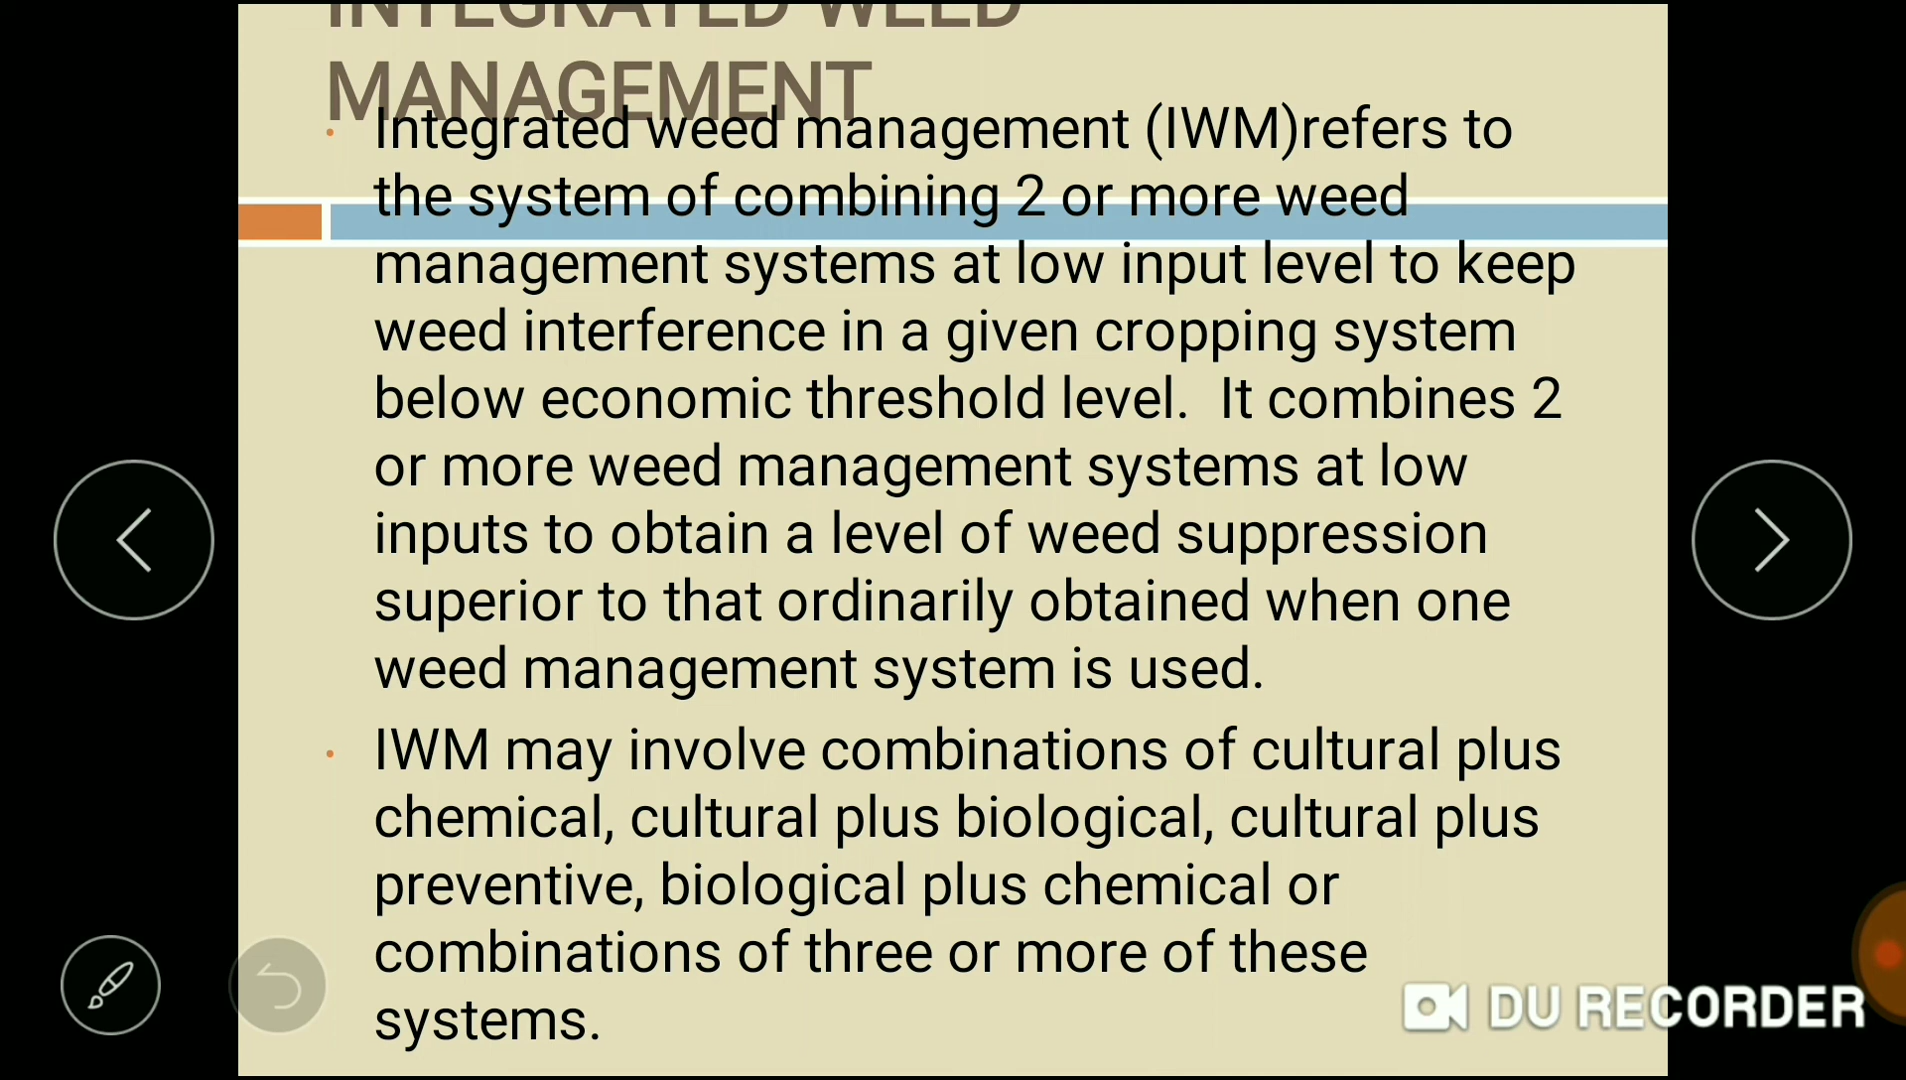 INTEGRATED WEED
MANAGEMENT
• Integrated weed management (IWM)refers to
the system of combining 2 or more weed
management systems at low input level to keep
weed interference in a given cropping system
below economic threshold level.  It combines 2
or more weed management systems at low
inputs to obtain a level of weed suppression
superior to that ordinarily obtained when one
weed management system is used.
• IWM may involve combinations of cultural plus
chemical, cultural plus biological, cultural plus
preventive, biological plus chemical or
combinations of three or more of these
systems.
DU RECORDER